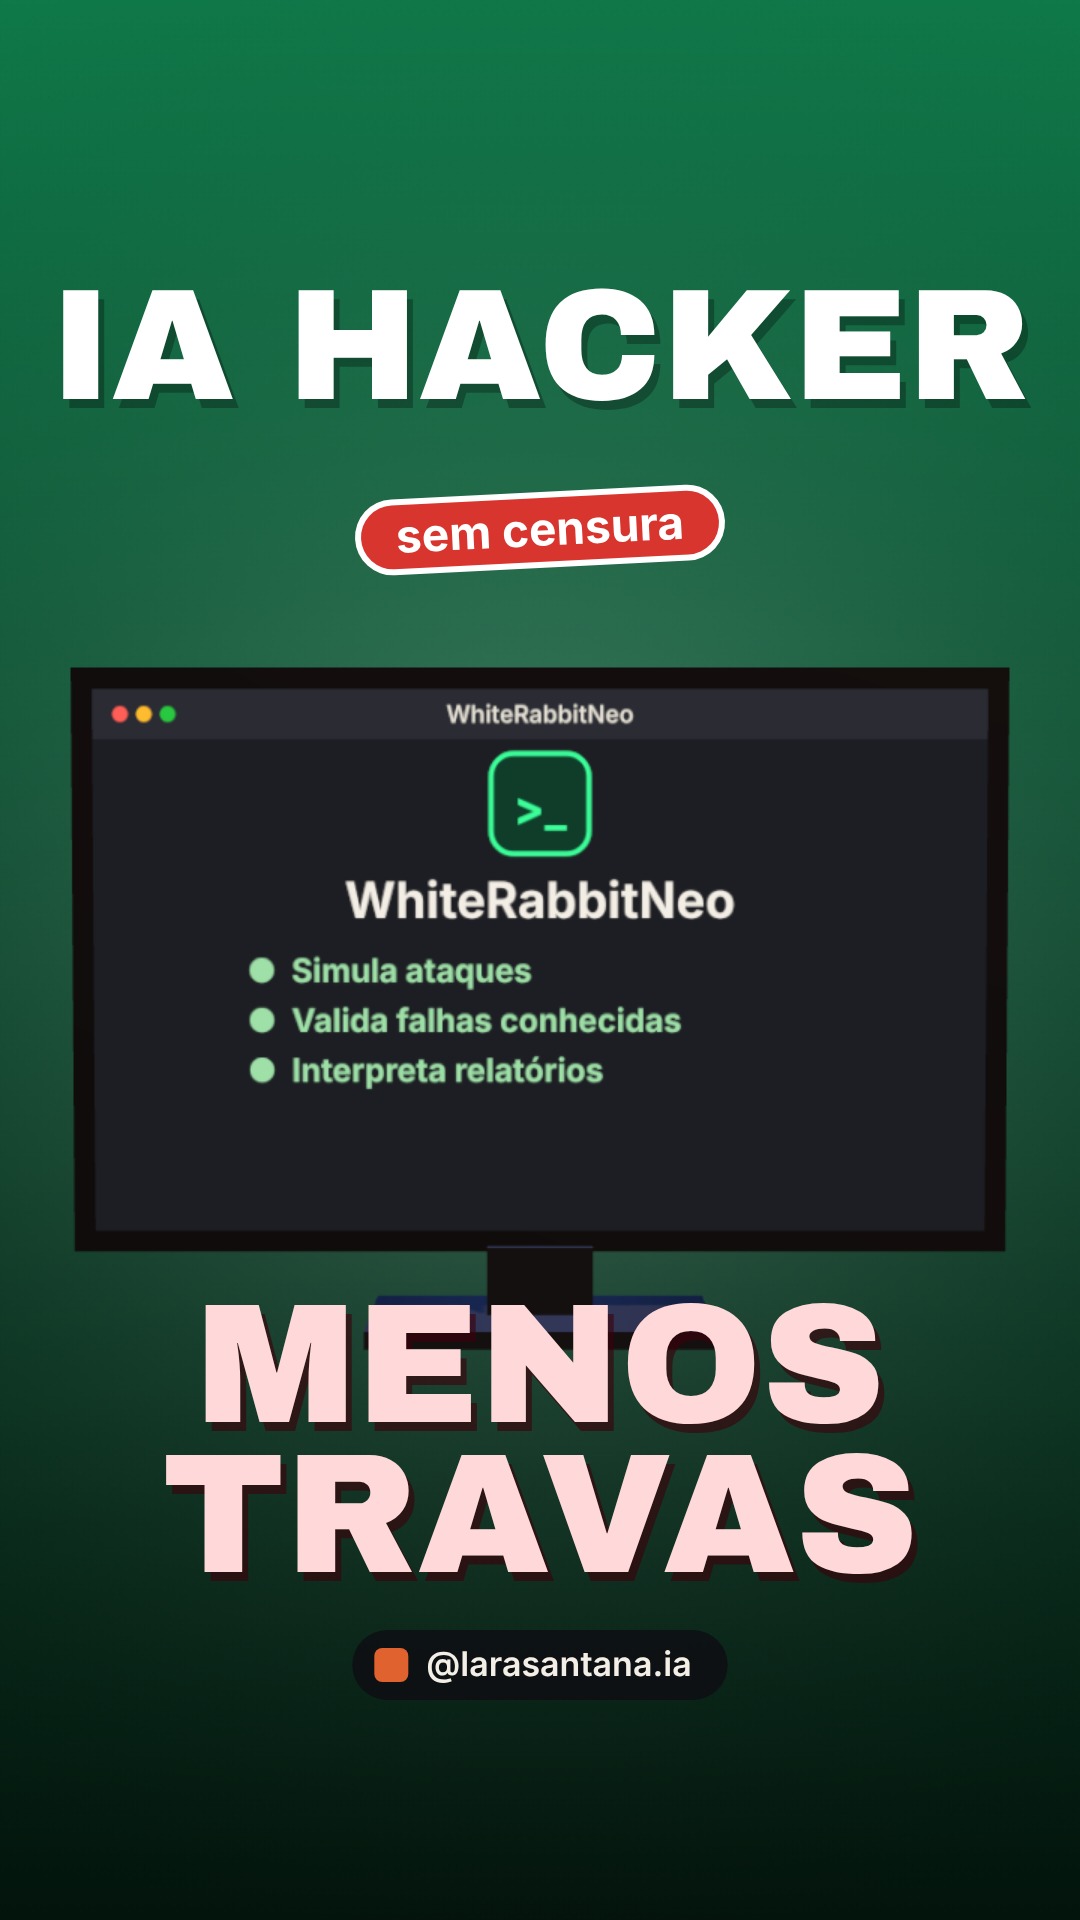 IA HACKER
sem censura
WhiteRabbitNeo
>_
WhiteRabbitNeo
Simula ataques
Valida falhas conhecidas
Interpreta relatórios
MENOS
TRAVAS
@larasantana.ia